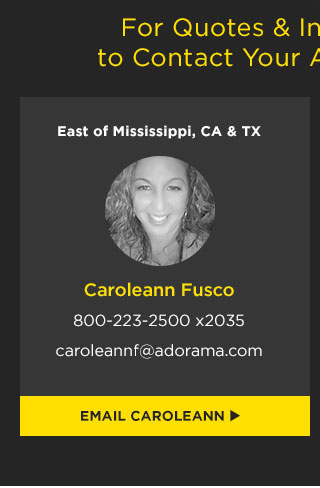 For Quotes & In
to Contact Your A
East of Mississippi, CA & TX
Caroleann Fusco
800-223-2500 x2035
caroleannf@adorama.com
EMAIL CAROLEANN ▶